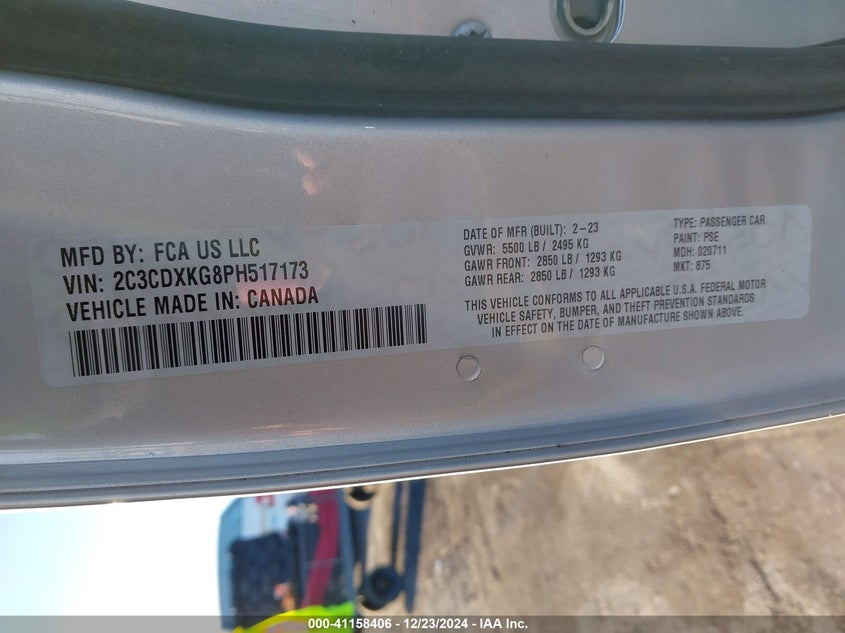 MFD BY: FCA US LLC
VIN: 2C3CDXKG8PH517173
VEHICLE MADE IN: CANADA
DATE OF MFR (BUILT): 2-23
GVWR: 5500 LB / 2495 KG
GAWR FRONT: 2850 LB / 1293 KG
GAWR REAR: 2850 LB / 1293 KG
TYPE: PASSENGER CAR
PAINT: PSE
MDH: 020711
MKT: 875
THIS VEHICLE CONFORMS TO ALL APPLICABLE U.S.A. FEDERAL MOTOR
VEHICLE SAFETY, BUMPER, AND THEFT PREVENTION STANDARDS
IN EFFECT ON THE DATE OF MANUFACTURE SHOWN ABOVE.
000-41158406 - 12/23/2024 - IAA Inc.